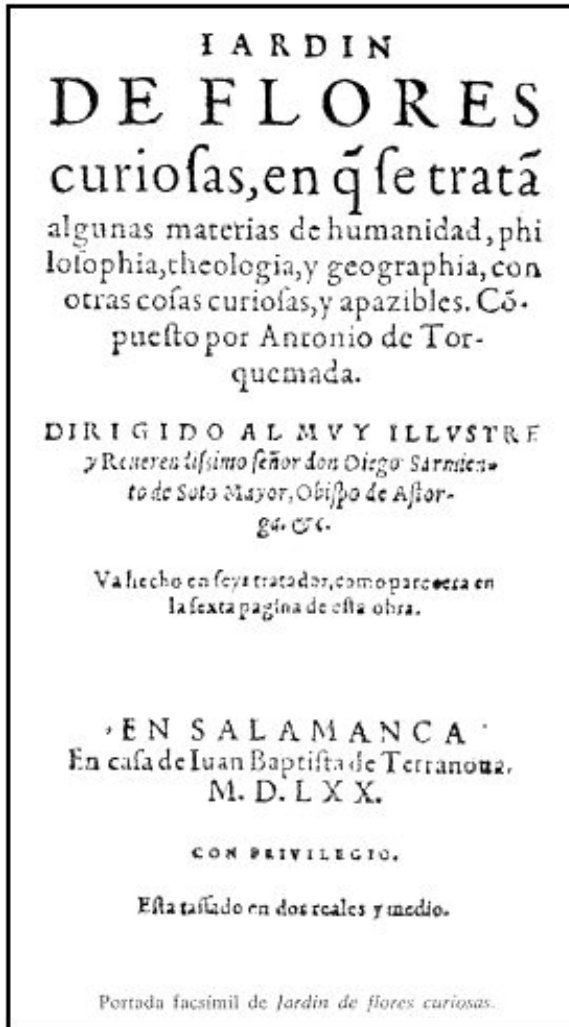 IARDIN
DE FLORES
curioſas, en q̃ ſe tratã
algunas materias de humanidad, phi
loſophia, theologia, y geographia, con
otras coſas curioſas, y apazibles. Cõ-
pueſto por Antonio de Tor-
quemada.
DIRIGIDO AL MVY ILLVSTRE
y Reuerentiſsimo ſeñor don Diego Sarmien-
to de Soto Mayor, Obiſpo de Aſtor-
ga. &c.
Va hecho en ſeys tratados, como parecera en
la ſexta pagina de eſta obra.
EN SALAMANCA
En caſa de Iuan Baptiſta de Terranoua.
M. D. LXX.
CON PRIVILEGIO.
Eſta taſſado en dos reales y medio.
Portada facsímil de Jardín de flores curiosas.